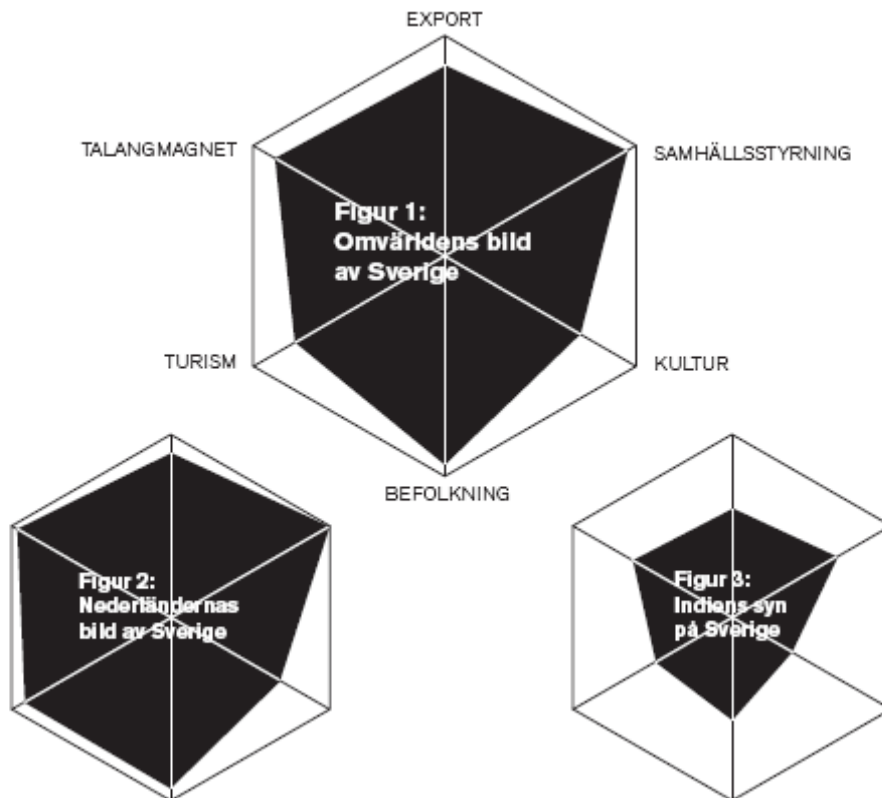 EXPORT
TALANGMAGNET
SAMHÄLLSSTYRNING
Figur 1:
Omvärldens bild
av Sverige
TURISM
KULTUR
BEFOLKNING
Figur 2:
Nederländernas
bild av Sverige
Figur 3:
Indiens syn
på Sverige